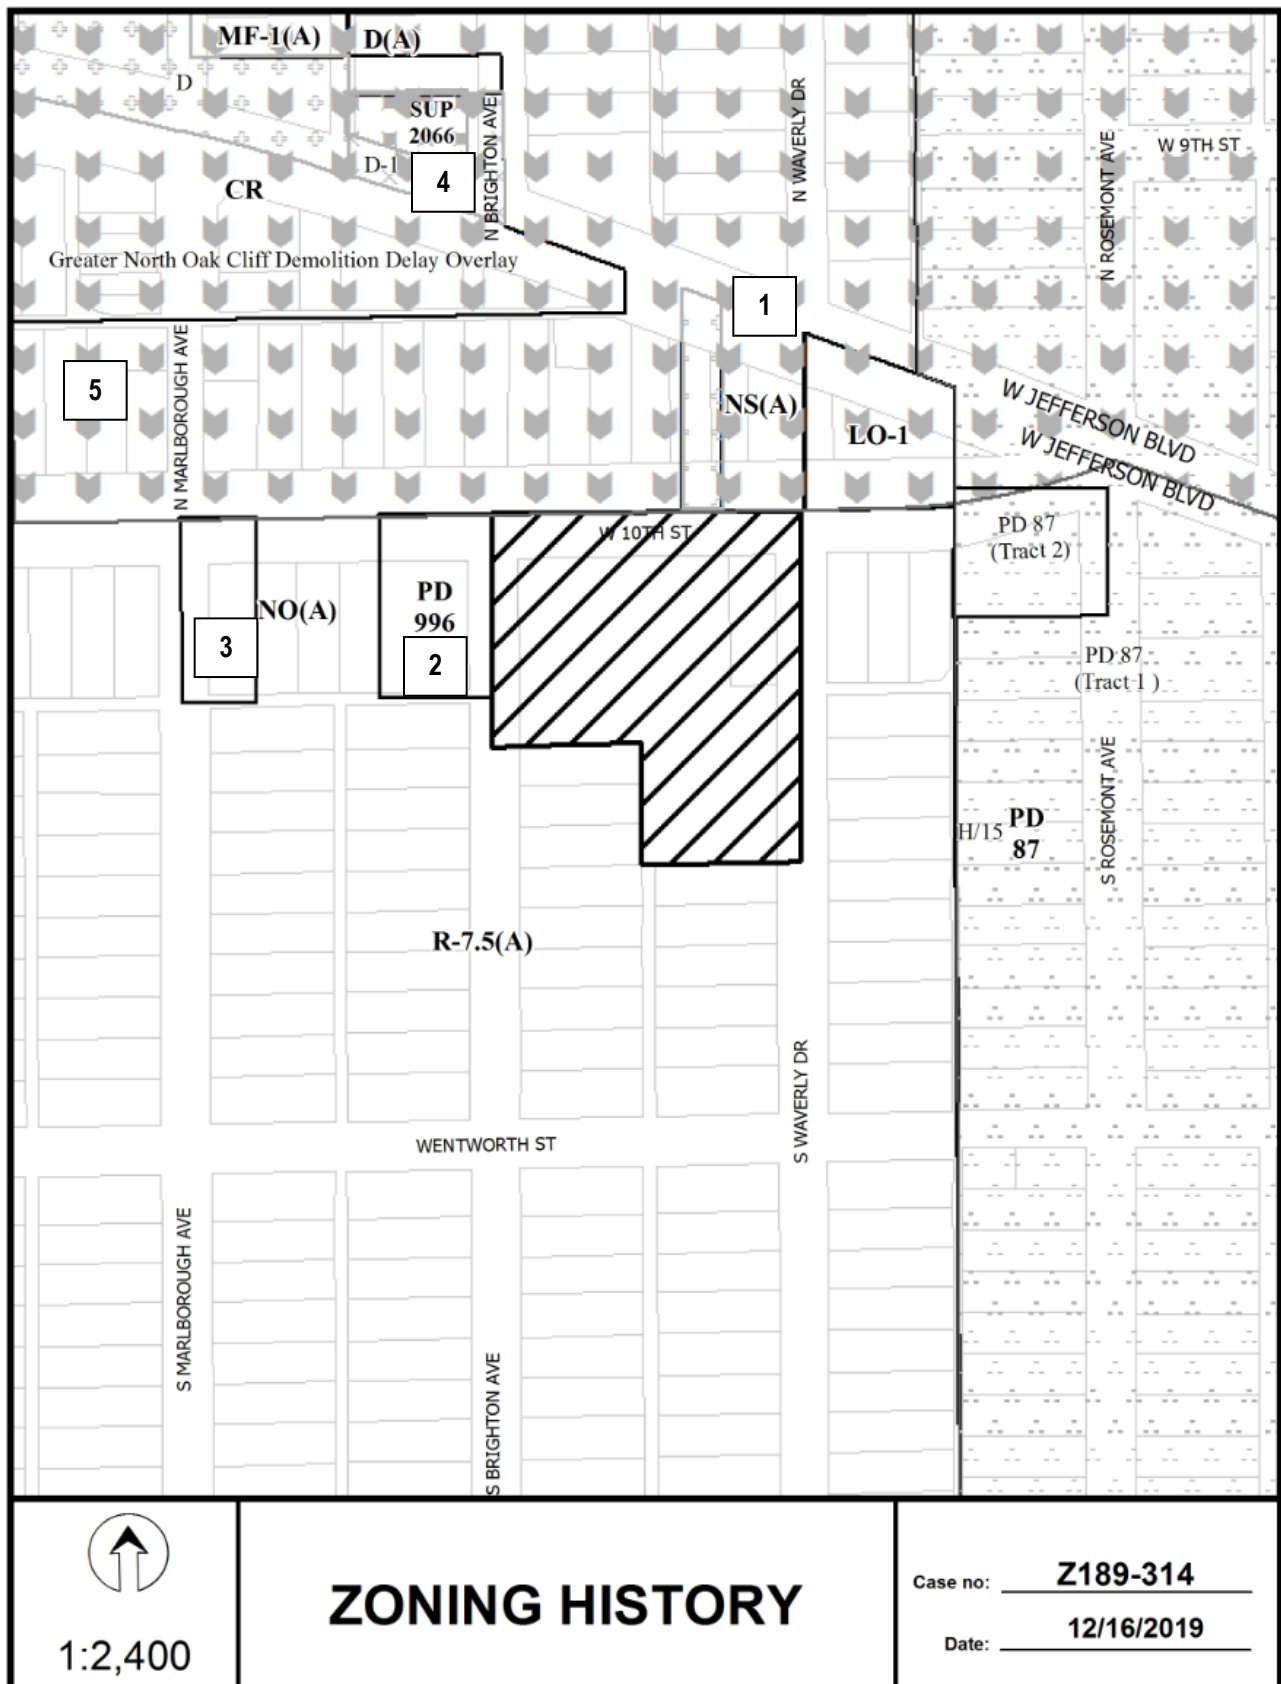 MF-1(A)
D(A)
D
SUP
2066
N BRIGHTON AVE
N WAVERLY DR
N ROSEMONT AVE
W 9TH ST
D-1
4
CR
Greater North Oak Cliff Demolition Delay Overlay
1
5
N MARLBOROUGH AVE
NS(A)
LO-1
W JEFFERSON BLVD
W JEFFERSON BLVD
W 10TH ST
PD 87
(Tract 2)
NO(A)
PD
996
3
2
PD 87
(Tract 1 )
S ROSEMONT AVE
H/15
PD
87
R-7.5(A)
S WAVERLY DR
WENTWORTH ST
S MARLBOROUGH AVE
S BRIGHTON AVE
1:2,400
ZONING HISTORY
Case no: Z189-314
Date: 12/16/2019